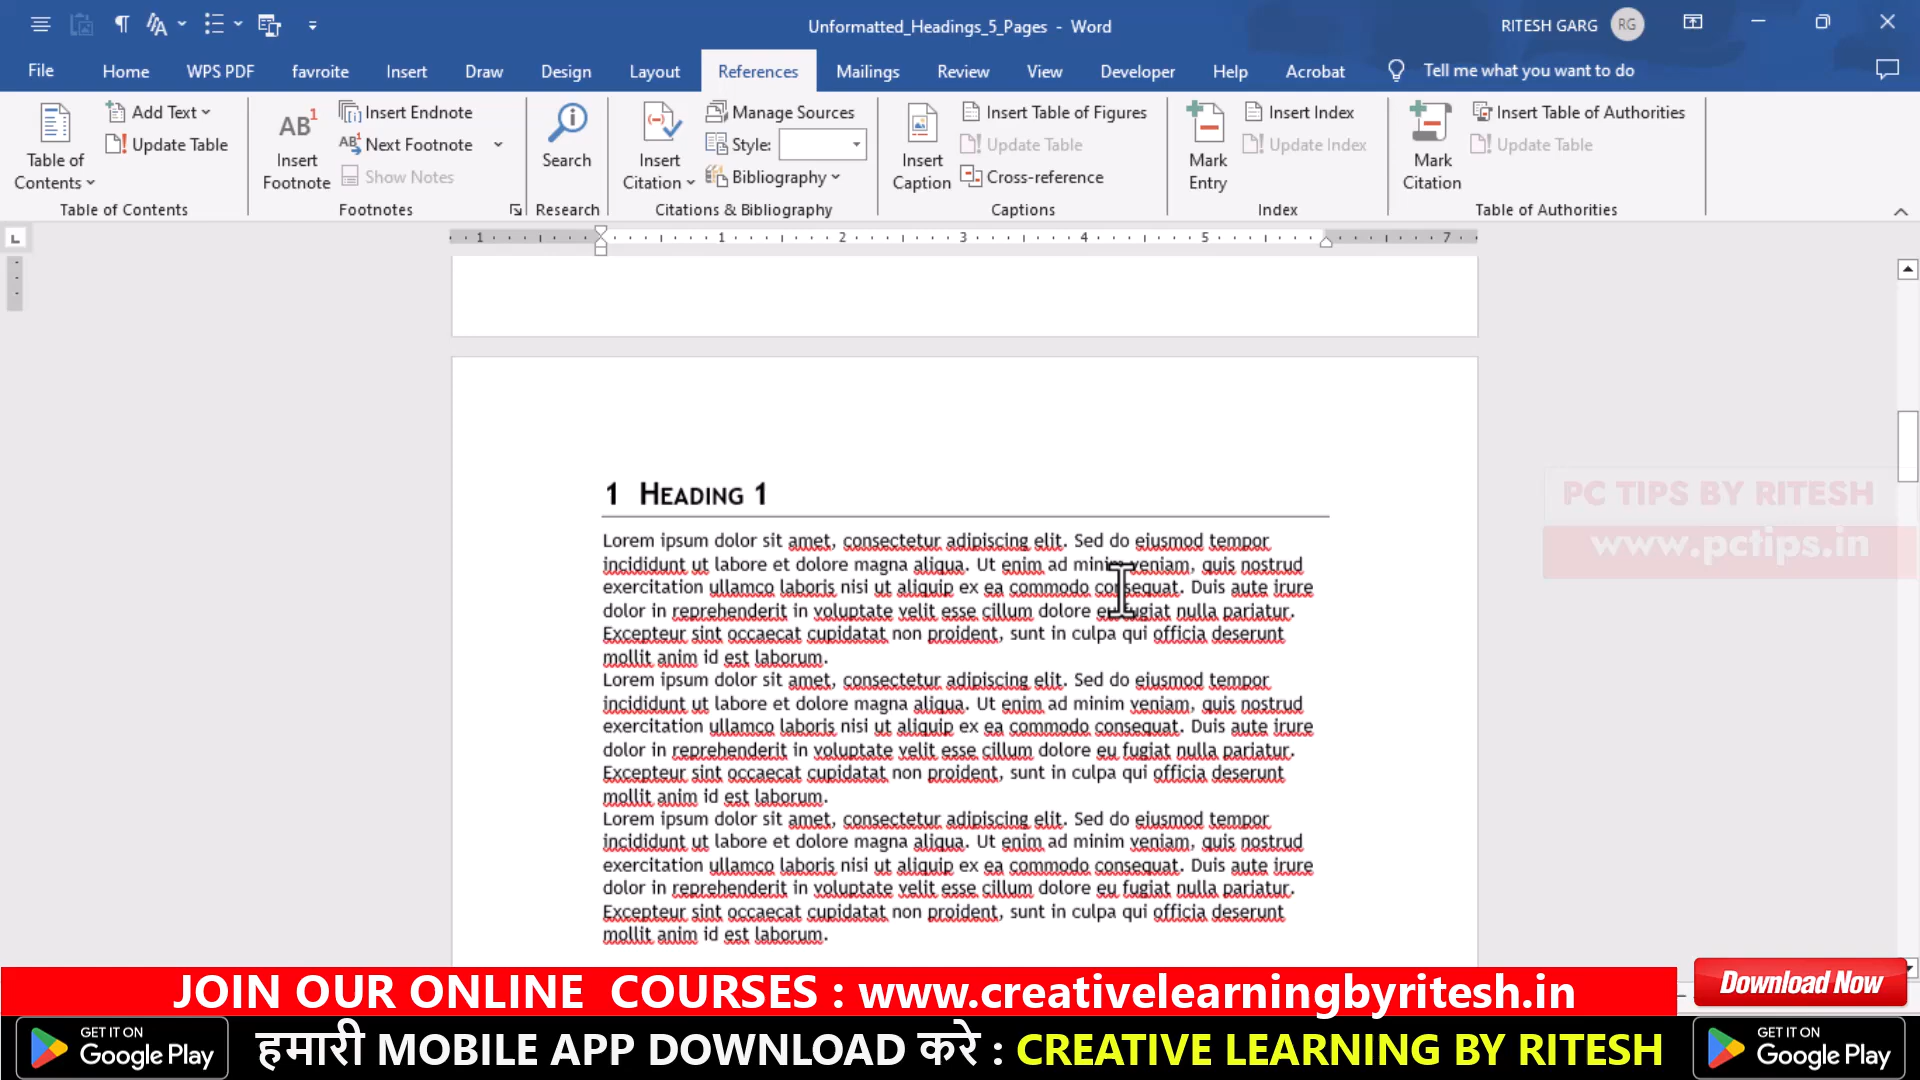 Unformatted_Headings_5_Pages - Word
RITESH GARG RG
File Home WPS PDF favroite Insert Draw Design Layout References Mailings Review View Developer Help Acrobat Tell me what you want to do
Table of Contents
Add Text
Update Table
Table of Contents
AB1 Insert Footnote
Insert Endnote
Next Footnote
Show Notes
Footnotes
Search
Research
Insert Citation
Manage Sources
Style:
Bibliography
Citations & Bibliography
Insert Caption
Insert Table of Figures
Update Table
Cross-reference
Captions
Mark Entry
Insert Index
Update Index
Index
Mark Citation
Insert Table of Authorities
Update Table
Table of Authorities
1 1 2 3 4 5 7
1 HEADING 1
Lorem ipsum dolor sit amet, consectetur adipiscing elit. Sed do eiusmod tempor
incididunt ut labore et dolore magna aliqua. Ut enim ad minim veniam, quis nostrud
exercitation ullamco laboris nisi ut aliquip ex ea commodo consequat. Duis aute irure
dolor in reprehenderit in voluptate velit esse cillum dolore eu fugiat nulla pariatur.
Excepteur sint occaecat cupidatat non proident, sunt in culpa qui officia deserunt
mollit anim id est laborum.
Lorem ipsum dolor sit amet, consectetur adipiscing elit. Sed do eiusmod tempor
incididunt ut labore et dolore magna aliqua. Ut enim ad minim veniam, quis nostrud
exercitation ullamco laboris nisi ut aliquip ex ea commodo consequat. Duis aute irure
dolor in reprehenderit in voluptate velit esse cillum dolore eu fugiat nulla pariatur.
Excepteur sint occaecat cupidatat non proident, sunt in culpa qui officia deserunt
mollit anim id est laborum.
Lorem ipsum dolor sit amet, consectetur adipiscing elit. Sed do eiusmod tempor
incididunt ut labore et dolore magna aliqua. Ut enim ad minim veniam, quis nostrud
exercitation ullamco laboris nisi ut aliquip ex ea commodo consequat. Duis aute irure
dolor in reprehenderit in voluptate velit esse cillum dolore eu fugiat nulla pariatur.
Excepteur sint occaecat cupidatat non proident, sunt in culpa qui officia deserunt
mollit anim id est laborum.
PC TIPS BY RITESH
www.pctips.in
JOIN OUR ONLINE COURSES : www.creativelearningbyritesh.in
Download Now
GET IT ON Google Play
हमारी MOBILE APP DOWNLOAD करे : CREATIVE LEARNING BY RITESH
GET IT ON Google Play